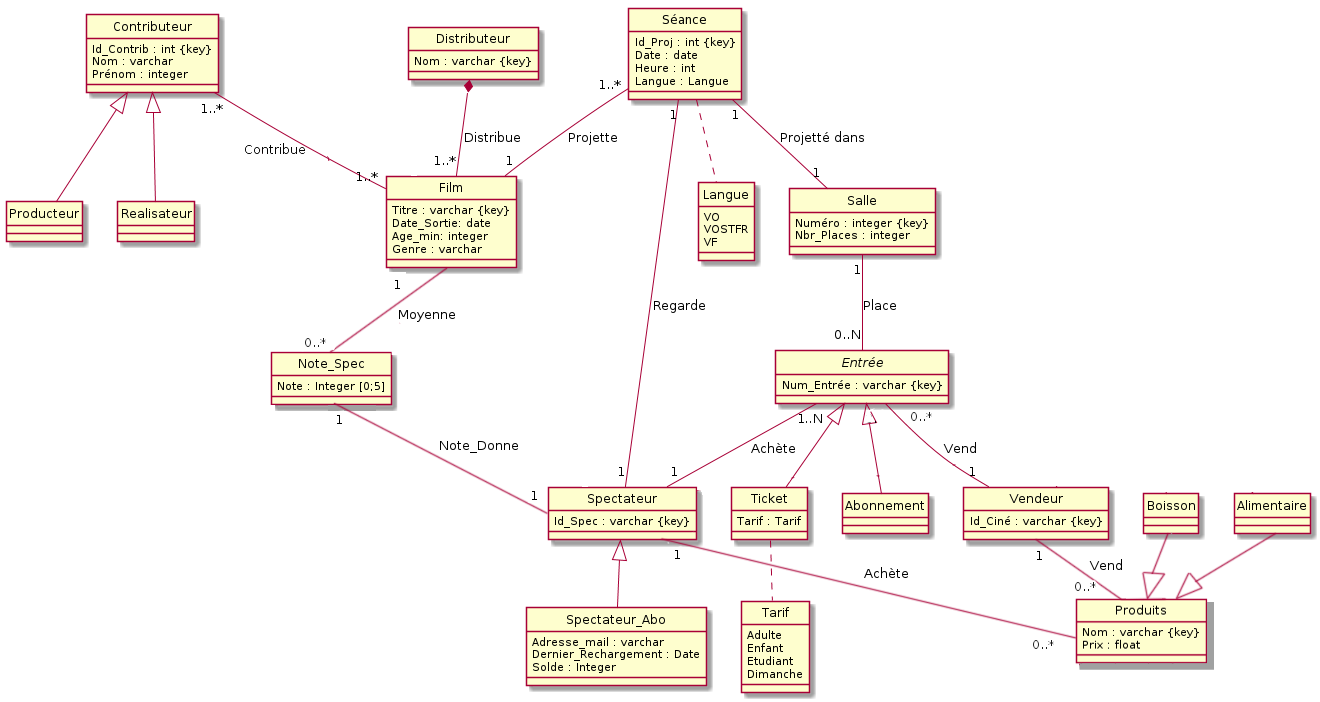 Contributeur
Id_Contrib : int {key}
Nom : varchar
Prénom : integer
Distributeur
Nom : varchar {key}
Séance
Id_Proj : int {key}
Date : date
Heure : int
Langue : Langue
1..*
1..*
1
1
Contribue
Distribue
Projette
Projetté dans
1..*
1..*
1
1
Producteur
Realisateur
Film
Titre : varchar {key}
Date_Sortie: date
Age_min: integer
Genre : varchar
Langue
VO
VOSTFR
VF
Salle
Numéro : integer {key}
Nbr_Places : integer
1
1
Moyenne
Regarde
Place
0..*
0..N
Note_Spec
Note : Integer [0;5]
Entrée
Num_Entrée : varchar {key}
1
1..N
0..*
Note_Donne
Achète
Vend
1
1
1
1
Spectateur
Id_Spec : varchar {key}
Ticket
Tarif : Tarif
Abonnement
Vendeur
Id_Ciné : varchar {key}
Boisson
Alimentaire
1
1
Achète
Vend
0..*
0..*
Spectateur_Abo
Adresse_mail : varchar
Dernier_Rechargement : Date
Solde : Integer
Tarif
Adulte
Enfant
Etudiant
Dimanche
Produits
Nom : varchar {key}
Prix : float